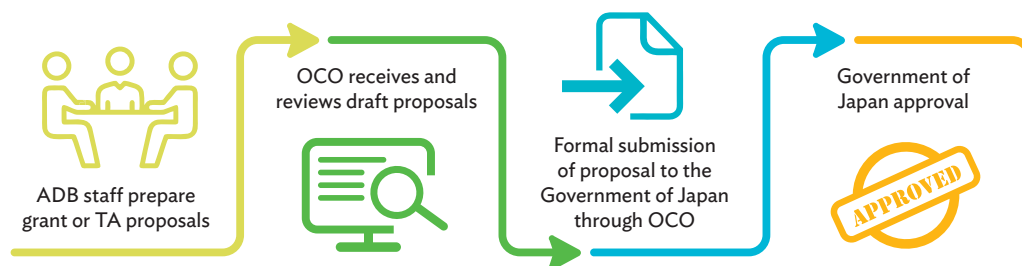 ADB staff prepare
grant or TA proposals
OCO receives and
reviews draft proposals
Formal submission
of proposal to the
Government of Japan
through OCO
Government of
Japan approval
APPROVED